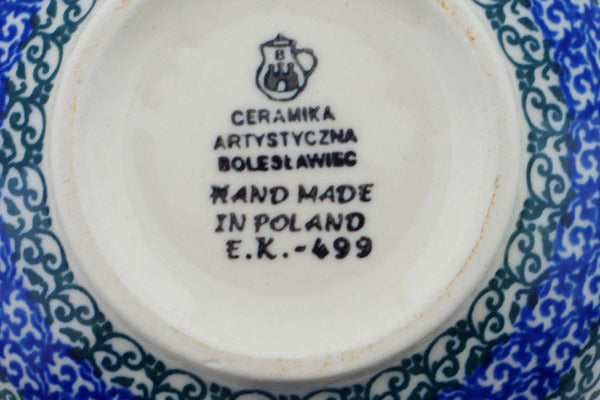 B
CERAMIKA
ARTYSTYCZNA
BOLESŁAWIEC
HAND MADE
IN POLAND
E.K.-499